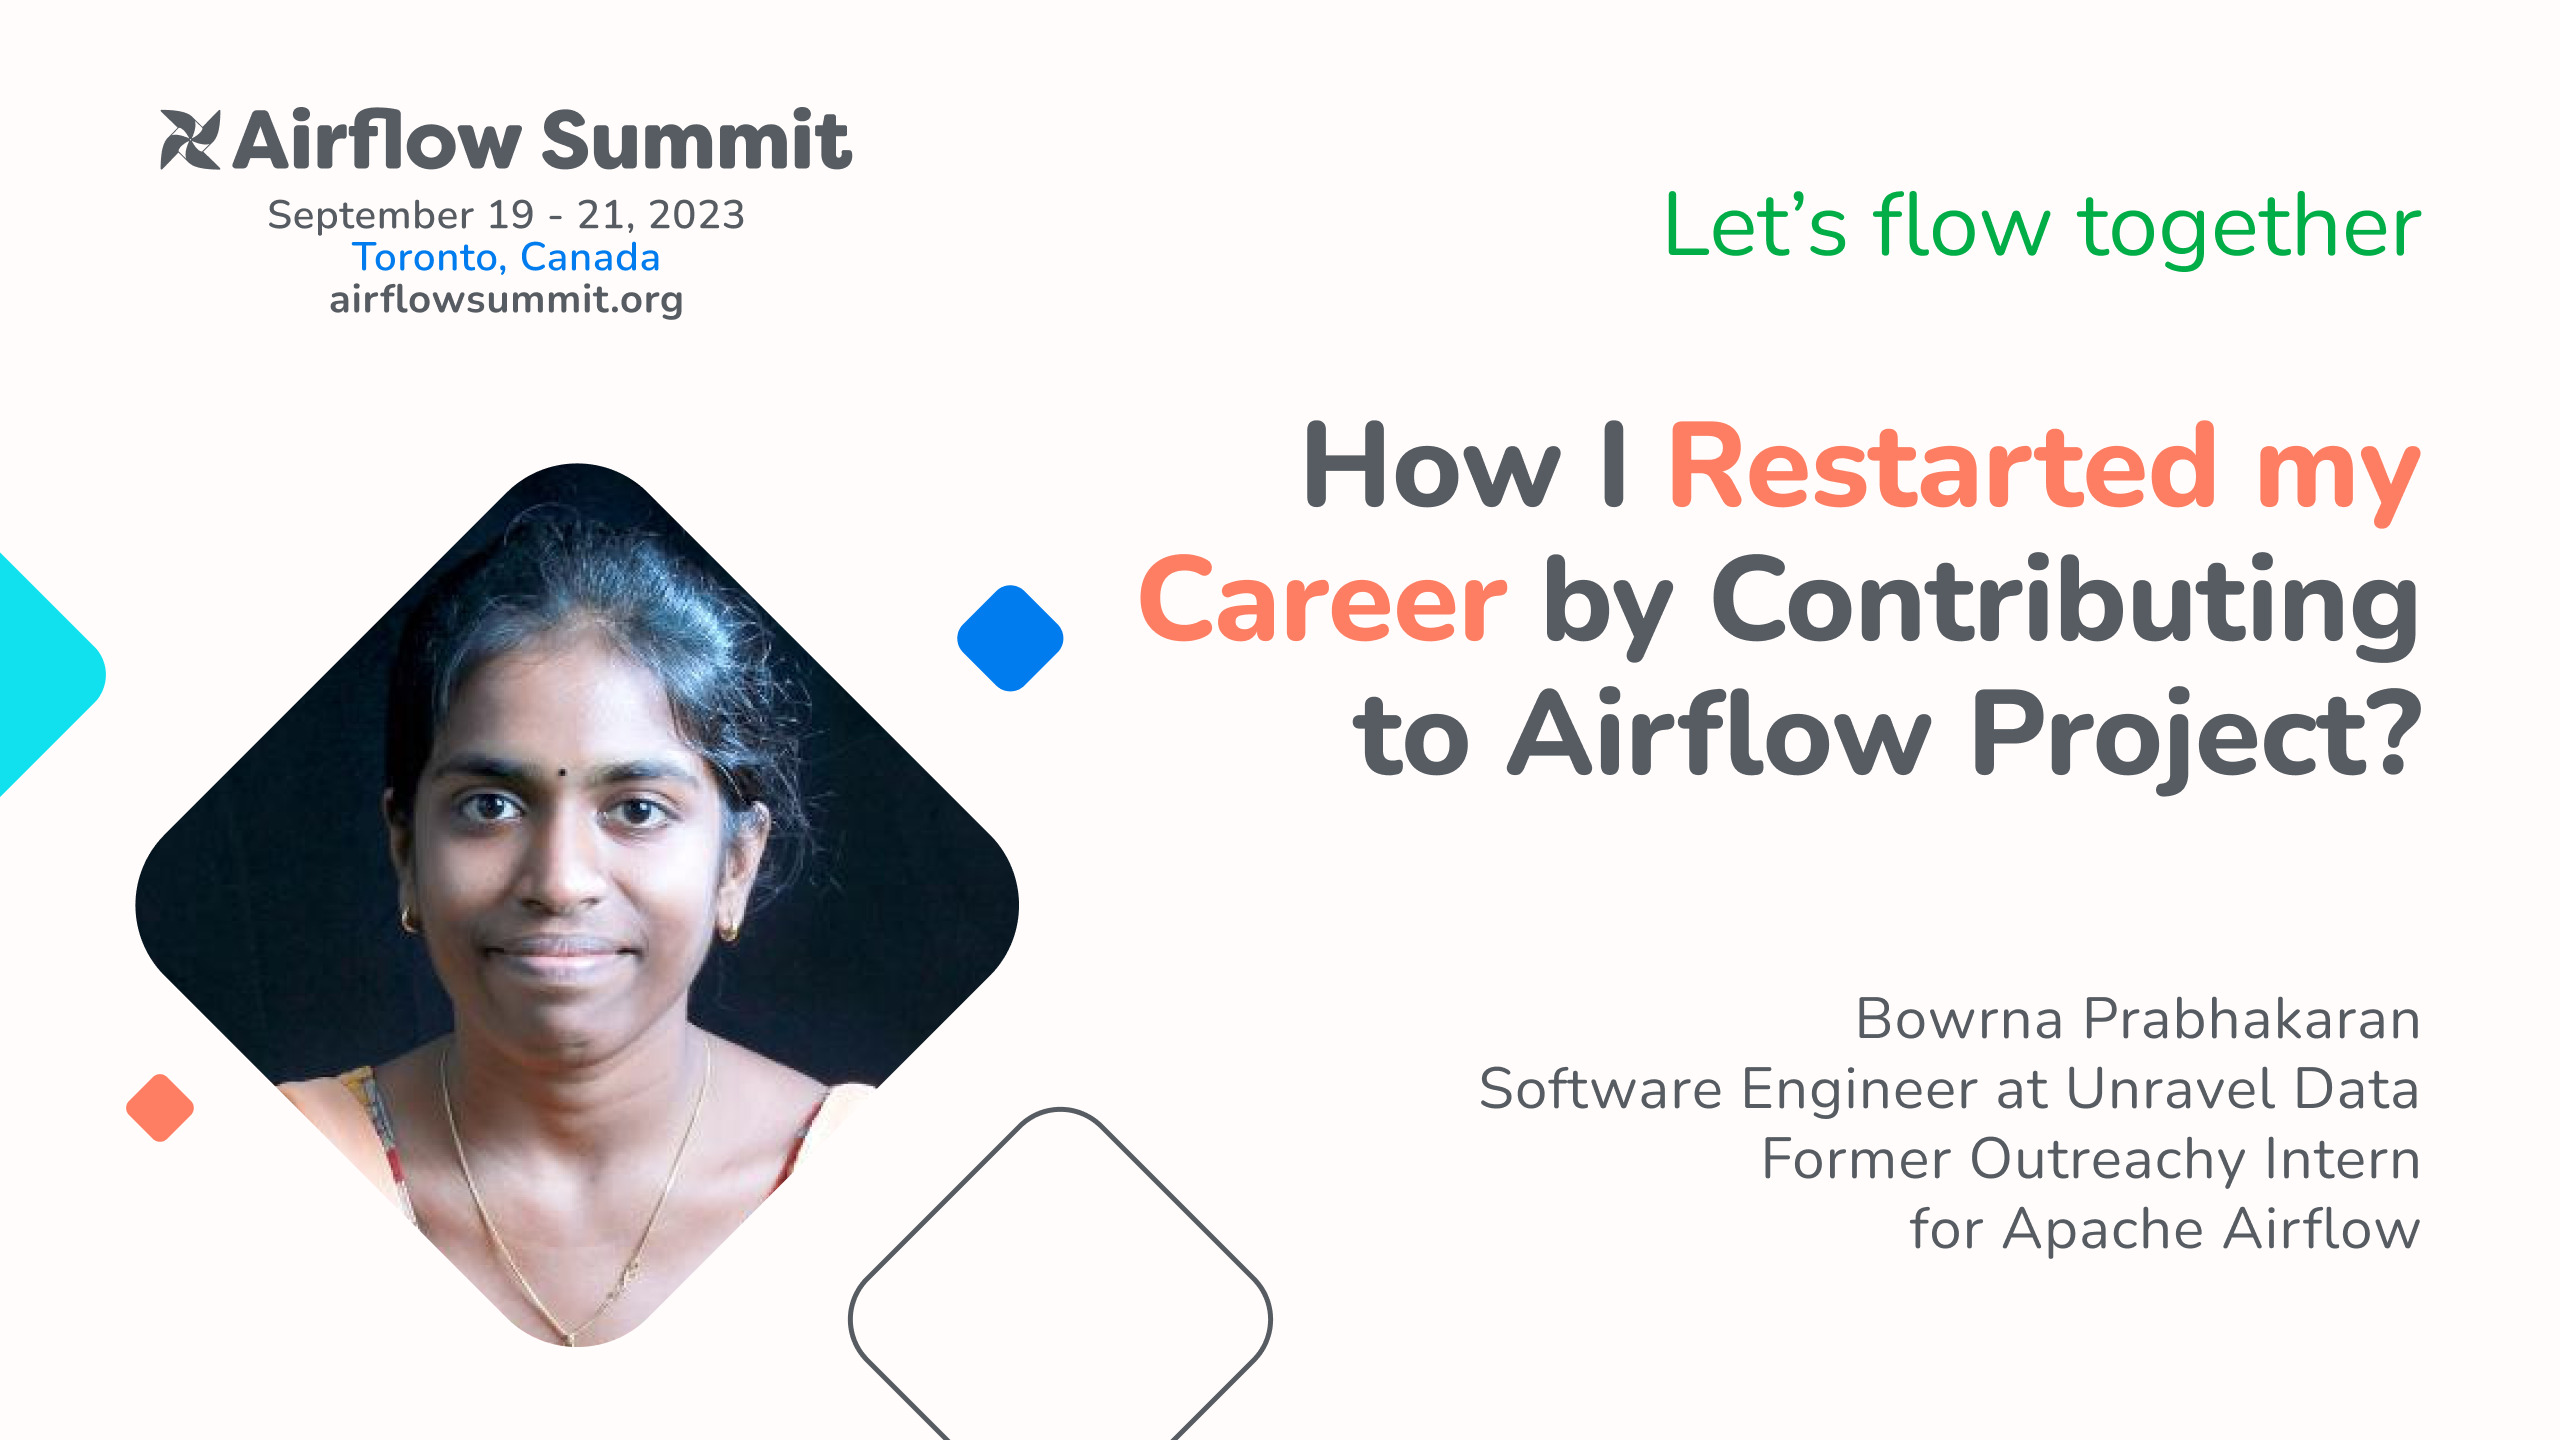 Airflow Summit
September 19 - 21, 2023
Toronto, Canada
airflowsummit.org
Let’s flow together
How I Restarted my
Career by Contributing
to Airflow Project?
Bowrna Prabhakaran
Software Engineer at Unravel Data
Former Outreachy Intern
for Apache Airflow